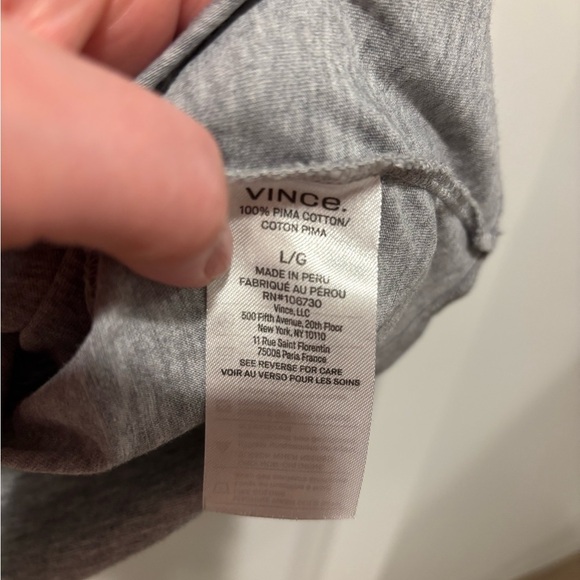 VINCe.
100% PIMA COTTON/
COTON PIMA
L/G
MADE IN PERU
FABRIQUÉ AU PÉROU
RN#106730
Vince, LLC
500 Fifth Avenue, 20th Floor
New York, NY 10110
11 Rue Saint Florentin
75008 Paris France
SEE REVERSE FOR CARE
VOIR AU VERSO POUR LES SOINS